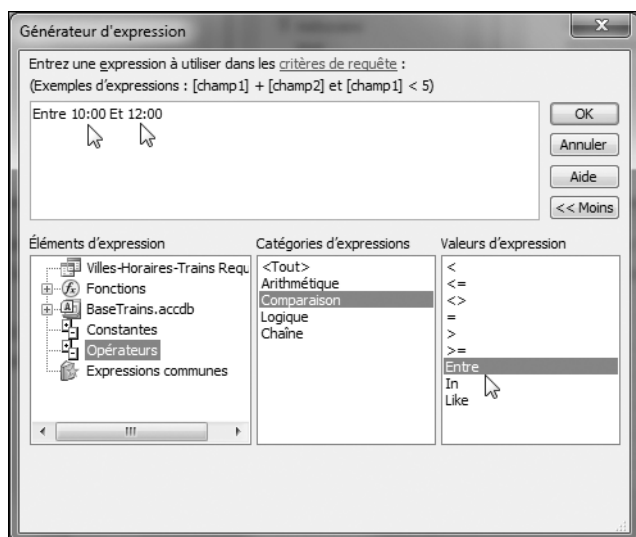 Générateur d'expression
Entrez une expression à utiliser dans les critères de requête :
(Exemples d'expressions : [champ1] + [champ2] et [champ1] < 5)
Entre 10:00 Et 12:00
OK
Annuler
Aide
<< Moins
Éléments d'expression
Villes-Horaires-Trains Requ
Fonctions
BaseTrains.accdb
Constantes
Opérateurs
Expressions communes
Catégories d'expressions
<Tout>
Arithmétique
Comparaison
Logique
Chaîne
Valeurs d'expression
<
<=
<>
=
>
>=
Entre
In
Like